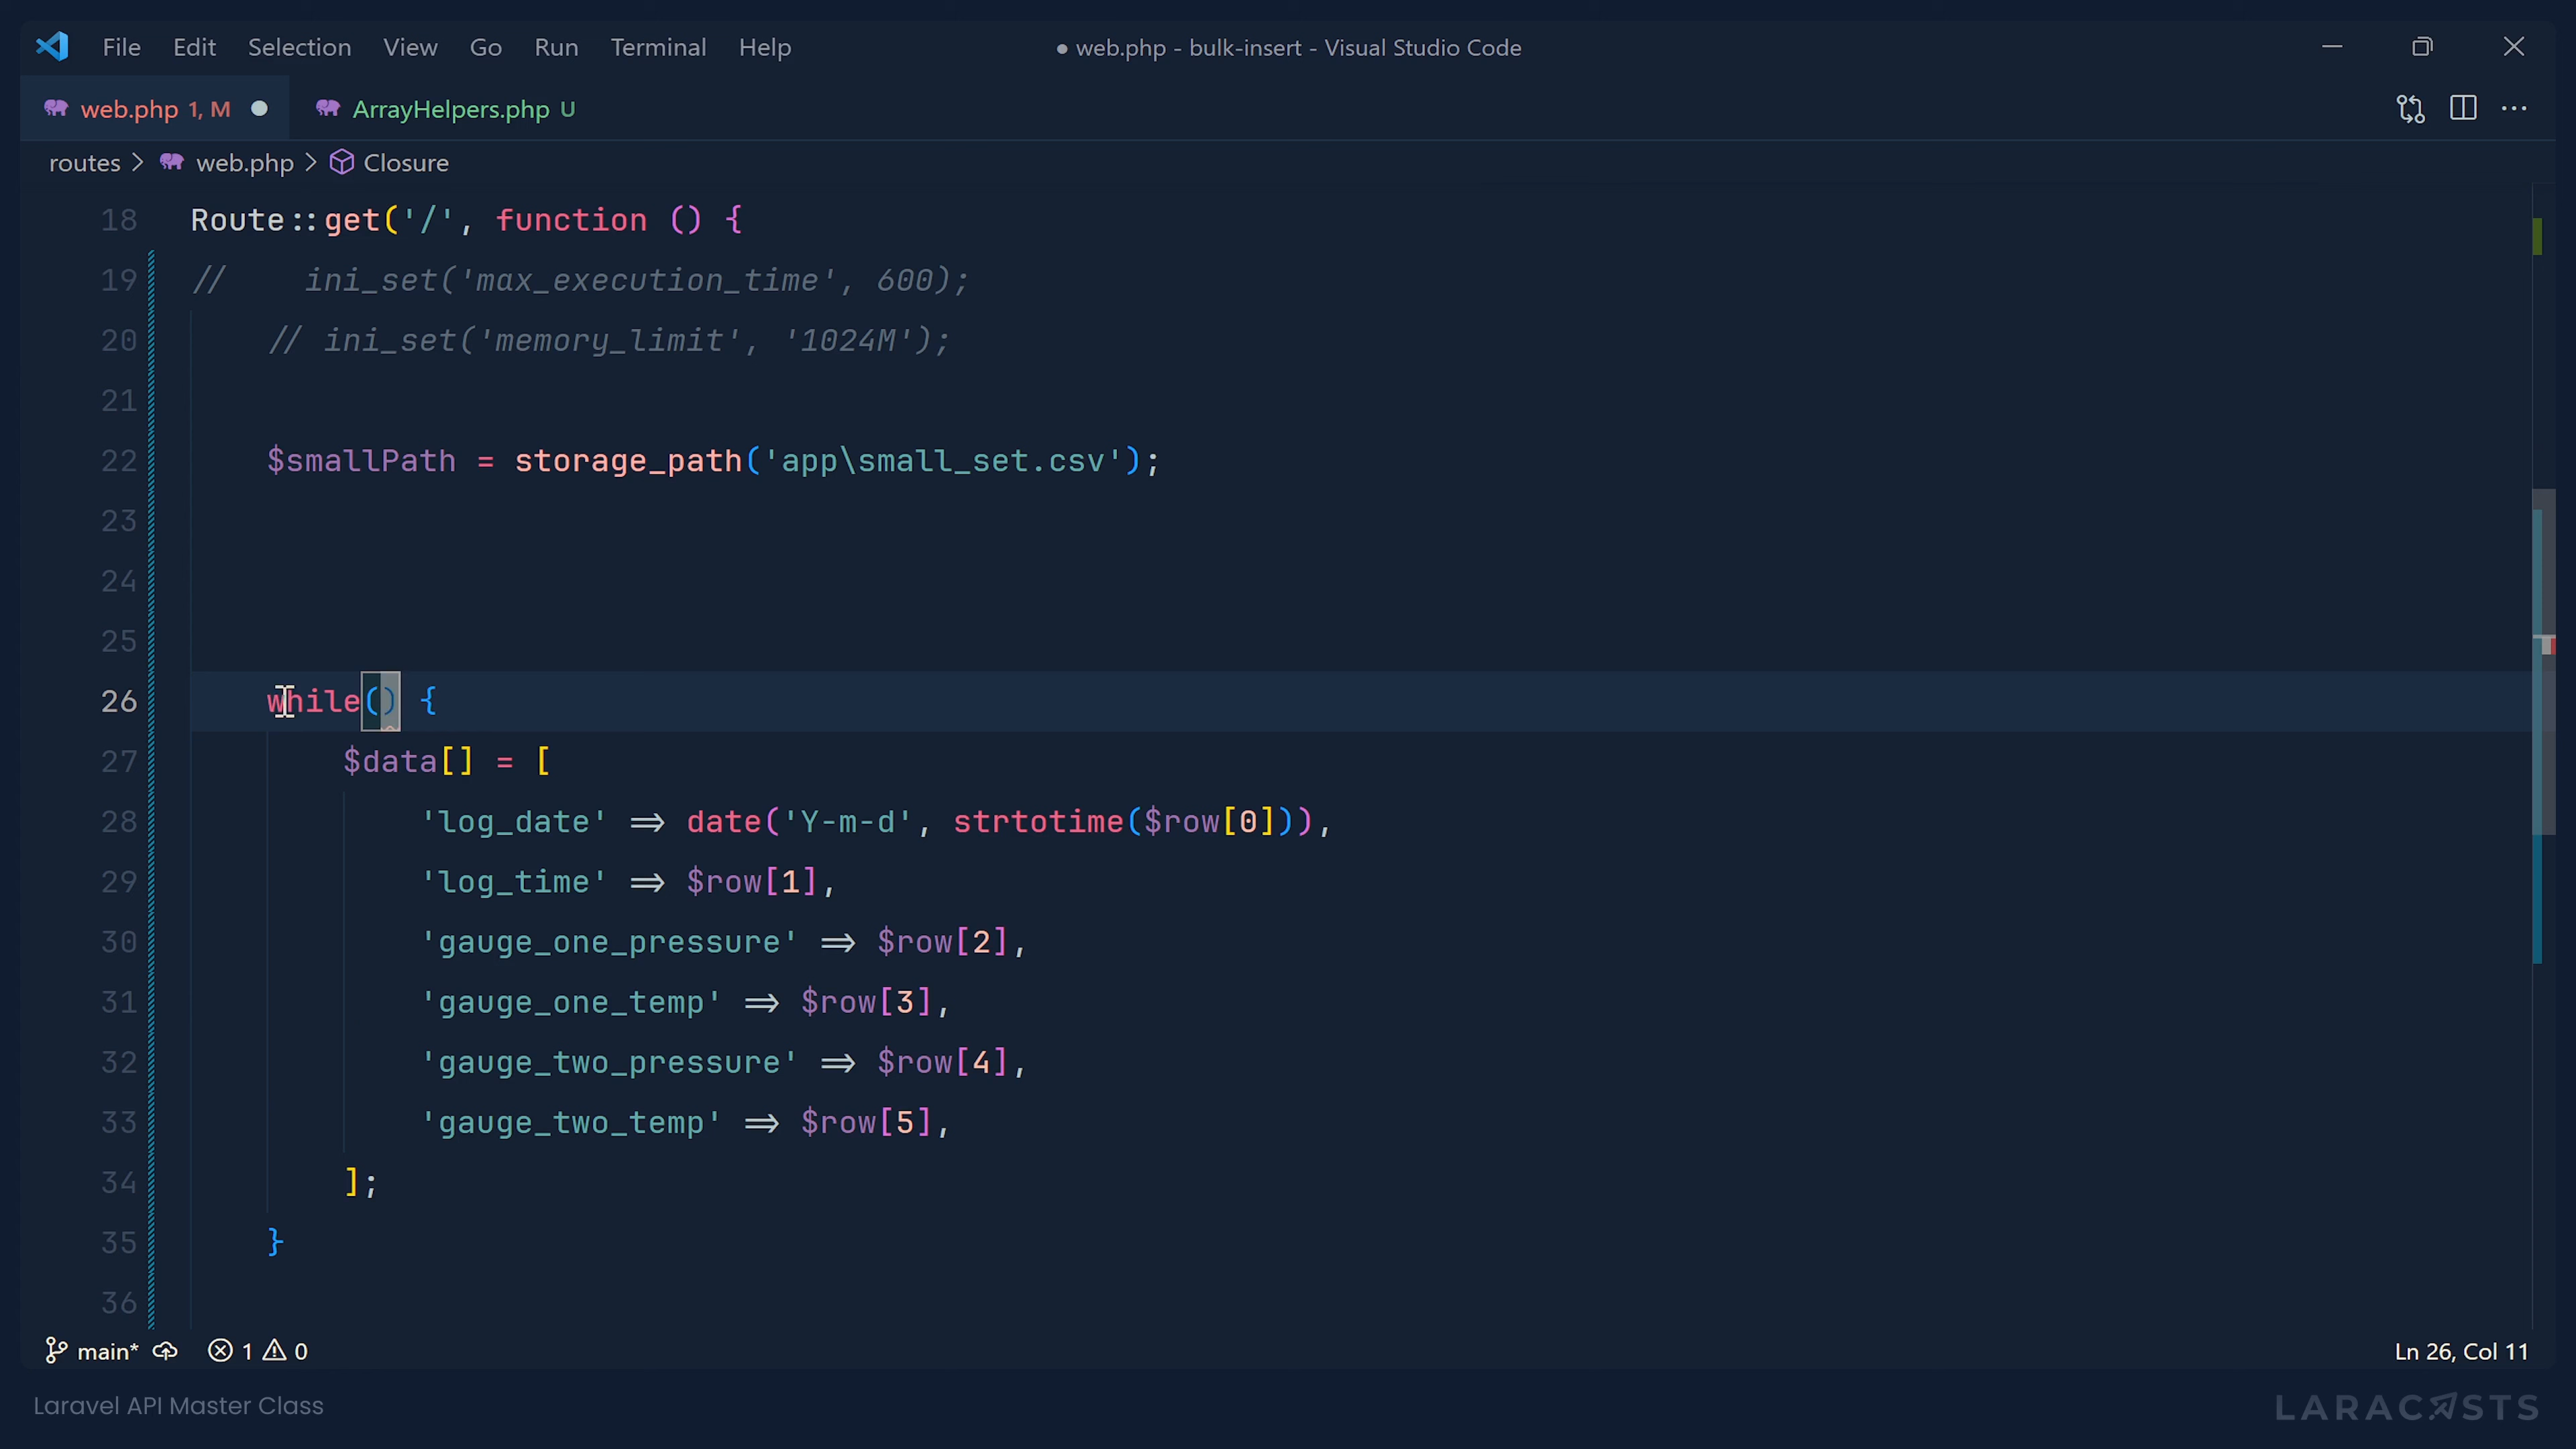 File Edit Selection View Go Run Terminal Help
● web.php - bulk-insert - Visual Studio Code
web.php 1, M ●
ArrayHelpers.php U
routes > web.php > Closure
18 Route::get('/', function () {
19 //    ini_set('max_execution_time', 600);
20     // ini_set('memory_limit', '1024M');
21
22     $smallPath = storage_path('app\small_set.csv');
23
24
25
26     while() {
27         $data[] = [
28             'log_date' => date('Y-m-d', strtotime($row[0])),
29             'log_time' => $row[1],
30             'gauge_one_pressure' => $row[2],
31             'gauge_one_temp' => $row[3],
32             'gauge_two_pressure' => $row[4],
33             'gauge_two_temp' => $row[5],
34         ];
35     }
36
main* 1 0
Ln 26, Col 11
Laravel API Master Class
LARACASTS